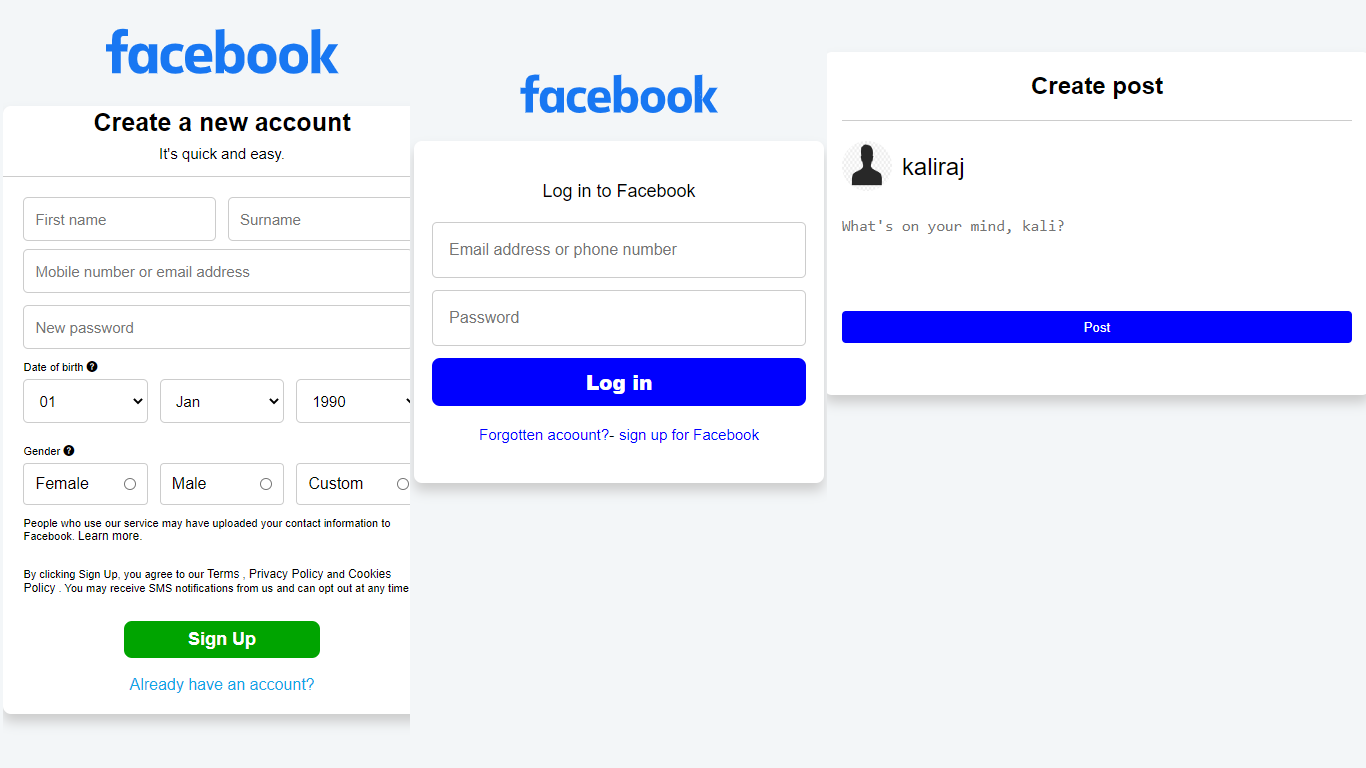 facebook
Create a new account
It's quick and easy.
First name Surname
Mobile number or email address
New password
Date of birth
01 Jan 1990
Gender
Female Male Custom
People who use our service may have uploaded your contact information to
Facebook. Learn more.
By clicking Sign Up, you agree to our Terms , Privacy Policy and Cookies
Policy . You may receive SMS notifications from us and can opt out at any time
Sign Up
Already have an account?
facebook
Log in to Facebook
Email address or phone number
Password
Log in
Forgotten acoount?- sign up for Facebook
Create post
kaliraj
What's on your mind, kali?
Post